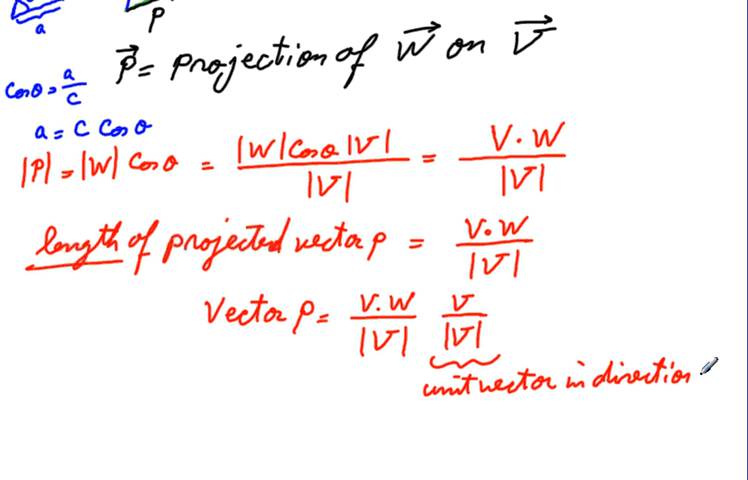 a
P
P⃗ = projection of W⃗ on V⃗
Cosθ = a/c
a = c Cosθ
|P| = |W| Cosθ = |W|Cosθ|V| / |V| = V·W / |V|
length of projected vector P = V·W / |V|
Vector P = V·W / |V| V / |V|
unit vector in direction